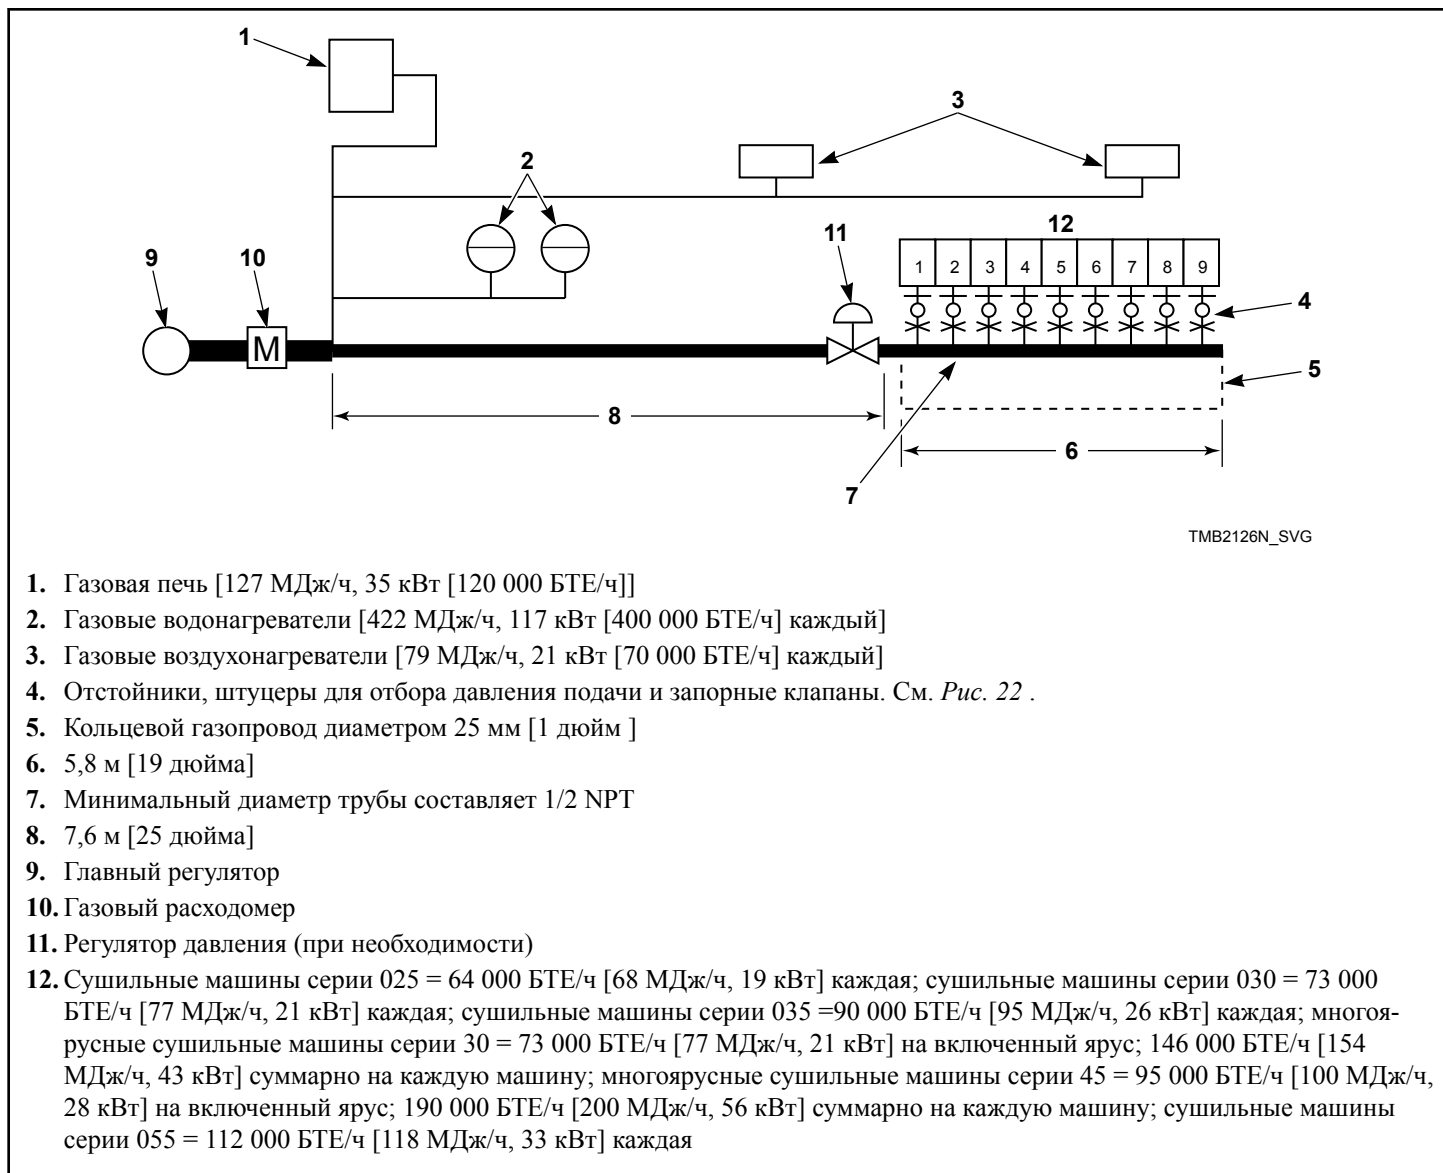 1
3
2
12
11
9
10
1 2 3 4 5 6 7 8 9
4
M
5
8
6
7
TMB2126N_SVG
1. Газовая печь [127 МДж/ч, 35 кВт [120 000 БТЕ/ч]]
2. Газовые водонагреватели [422 МДж/ч, 117 кВт [400 000 БТЕ/ч] каждый]
3. Газовые воздухонагреватели [79 МДж/ч, 21 кВт [70 000 БТЕ/ч] каждый]
4. Отстойники, штуцеры для отбора давления подачи и запорные клапаны. См. Рис. 22 .
5. Кольцевой газопровод диаметром 25 мм [1 дюйм ]
6. 5,8 м [19 дюйма]
7. Минимальный диаметр трубы составляет 1/2 NPT
8. 7,6 м [25 дюйма]
9. Главный регулятор
10. Газовый расходомер
11. Регулятор давления (при необходимости)
12. Сушильные машины серии 025 = 64 000 БТЕ/ч [68 МДж/ч, 19 кВт] каждая; сушильные машины серии 030 = 73 000
БТЕ/ч [77 МДж/ч, 21 кВт] каждая; сушильные машины серии 035 =90 000 БТЕ/ч [95 МДж/ч, 26 кВт] каждая; многоя-
русные сушильные машины серии 30 = 73 000 БТЕ/ч [77 МДж/ч, 21 кВт] на включенный ярус; 146 000 БТЕ/ч [154
МДж/ч, 43 кВт] суммарно на каждую машину; многоярусные сушильные машины серии 45 = 95 000 БТЕ/ч [100 МДж/ч,
28 кВт] на включенный ярус; 190 000 БТЕ/ч [200 МДж/ч, 56 кВт] суммарно на каждую машину; сушильные машины
серии 055 = 112 000 БТЕ/ч [118 МДж/ч, 33 кВт] каждая